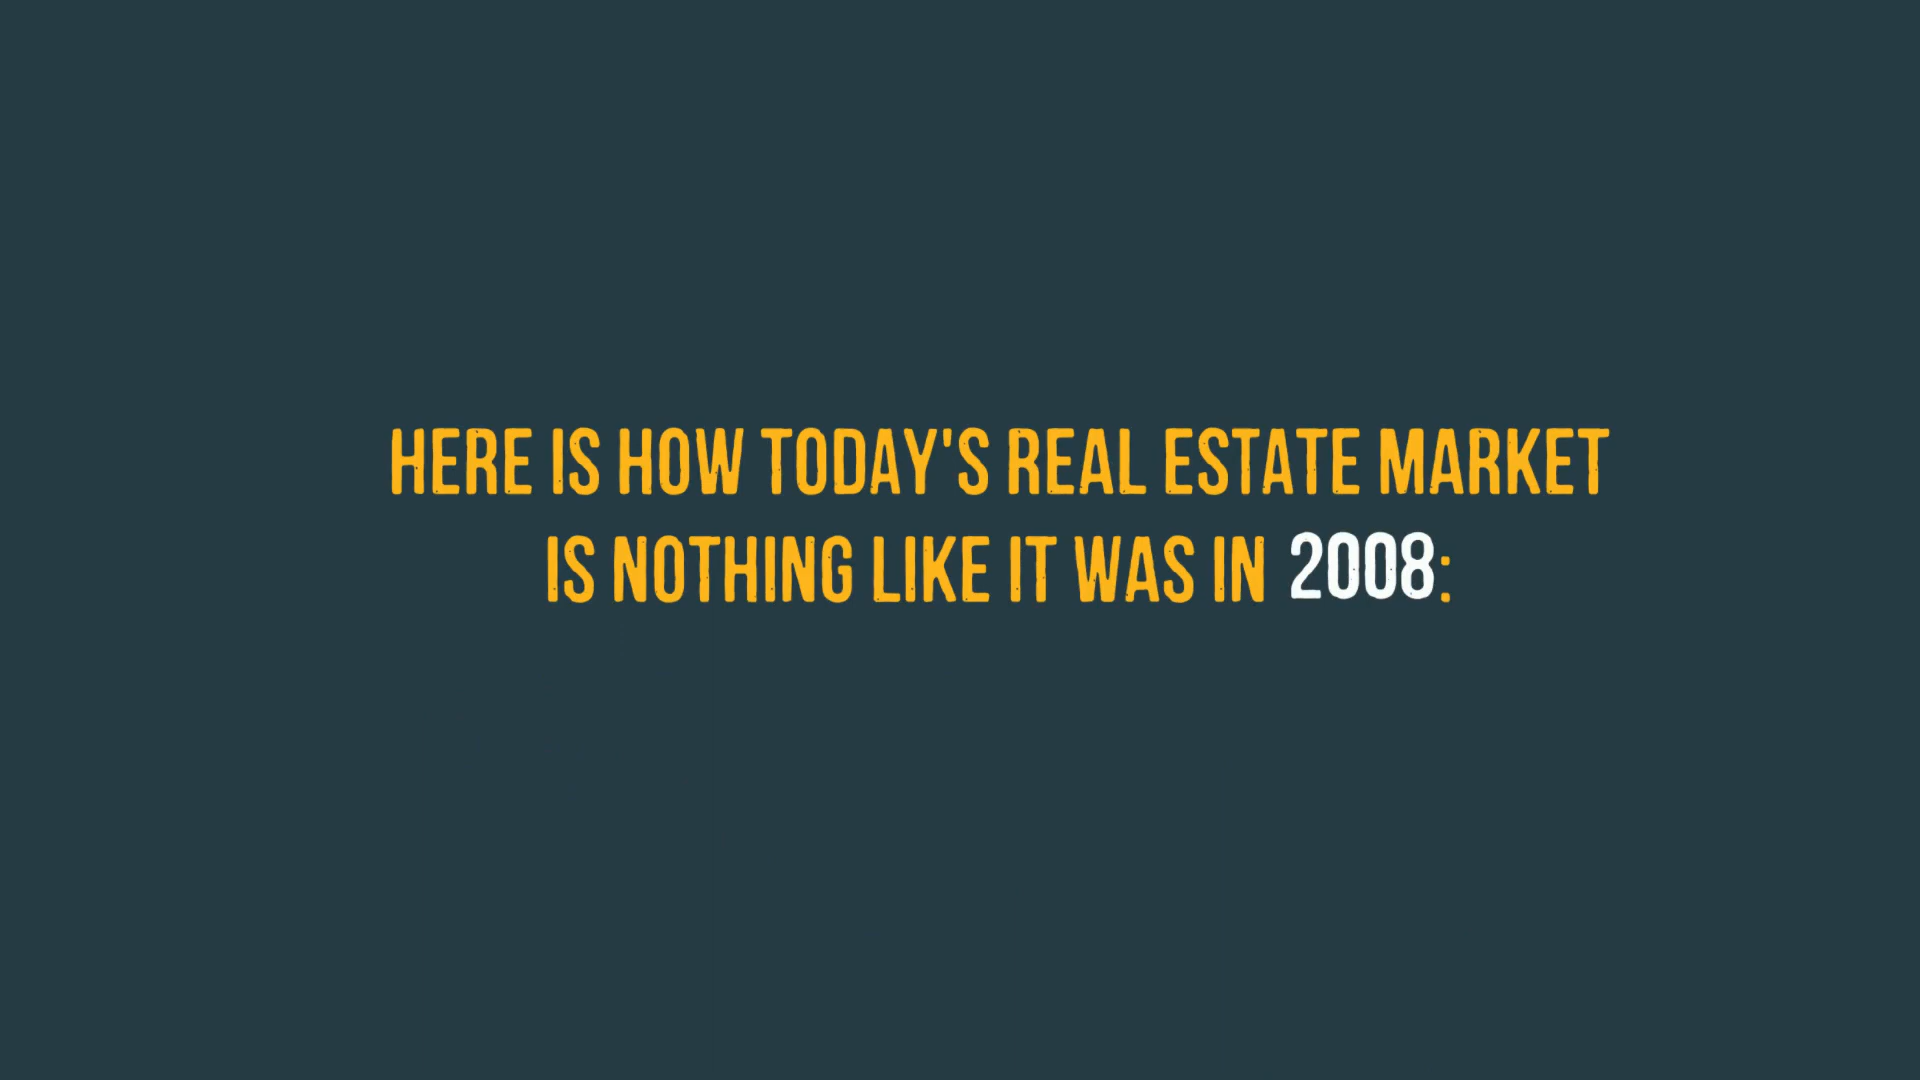 HERE IS HOW TODAY'S REAL ESTATE MARKET
IS NOTHING LIKE IT WAS IN 2008: